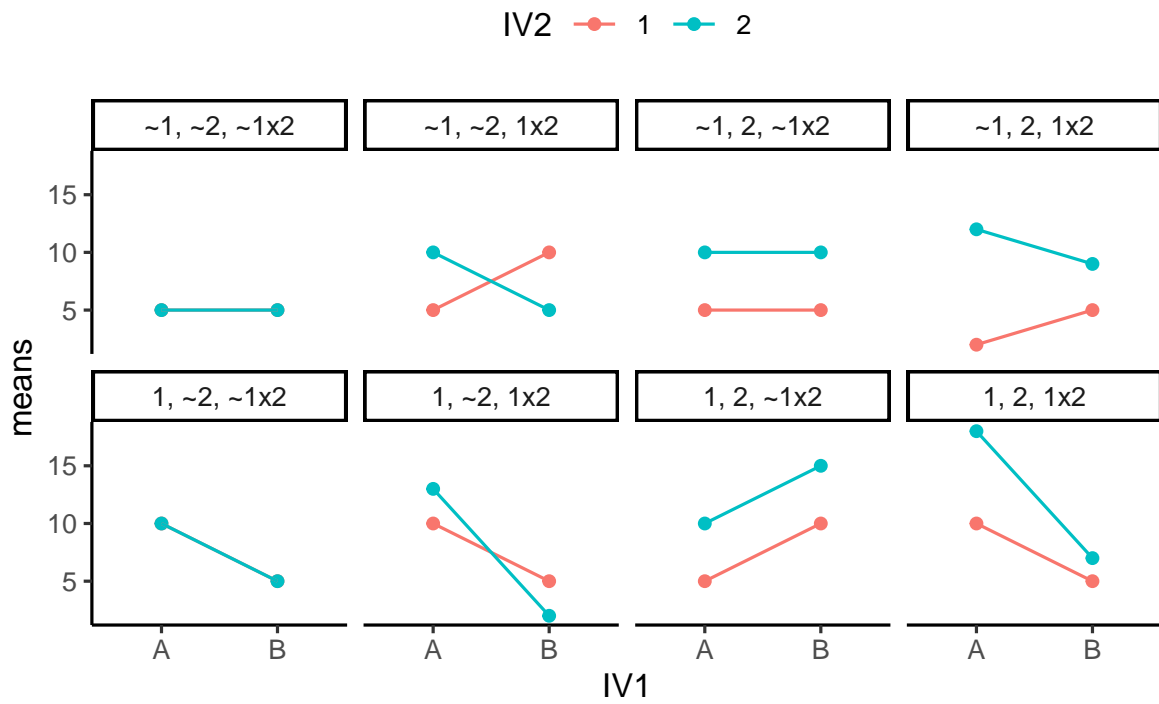 IV2 1 2
~1, ~2, ~1x2
~1, ~2, 1x2
~1, 2, ~1x2
~1, 2, 1x2
15
10
5
means
1, ~2, ~1x2
1, ~2, 1x2
1, 2, ~1x2
1, 2, 1x2
15
10
5
A B A B A B A B
IV1